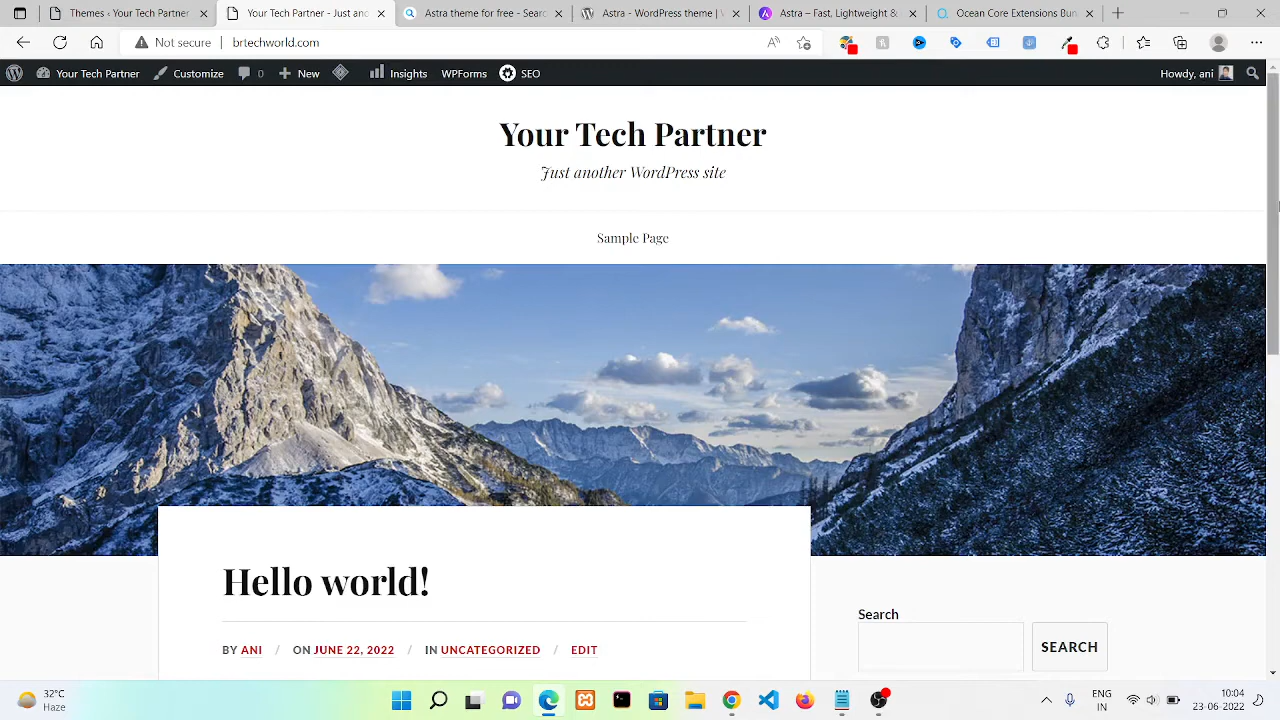 Your Tech Partner
Your Tech Partner – Just an
Astra theme for free - Search
Astra - WordPress theme | W
Astra – Fast, Lightweight &
Ocean Core Extensions Bun
Not secure | brtechworld.com
Your Tech Partner Customize 0 New Insights WPForms SEO Howdy, ani
Your Tech Partner
Just another WordPress site
Sample Page
Hello world!
BY ANI / ON JUNE 22, 2022 / IN UNCATEGORIZED / EDIT
Search
SEARCH
32°C
Haze
ENG
IN
10:04
23-06-2022